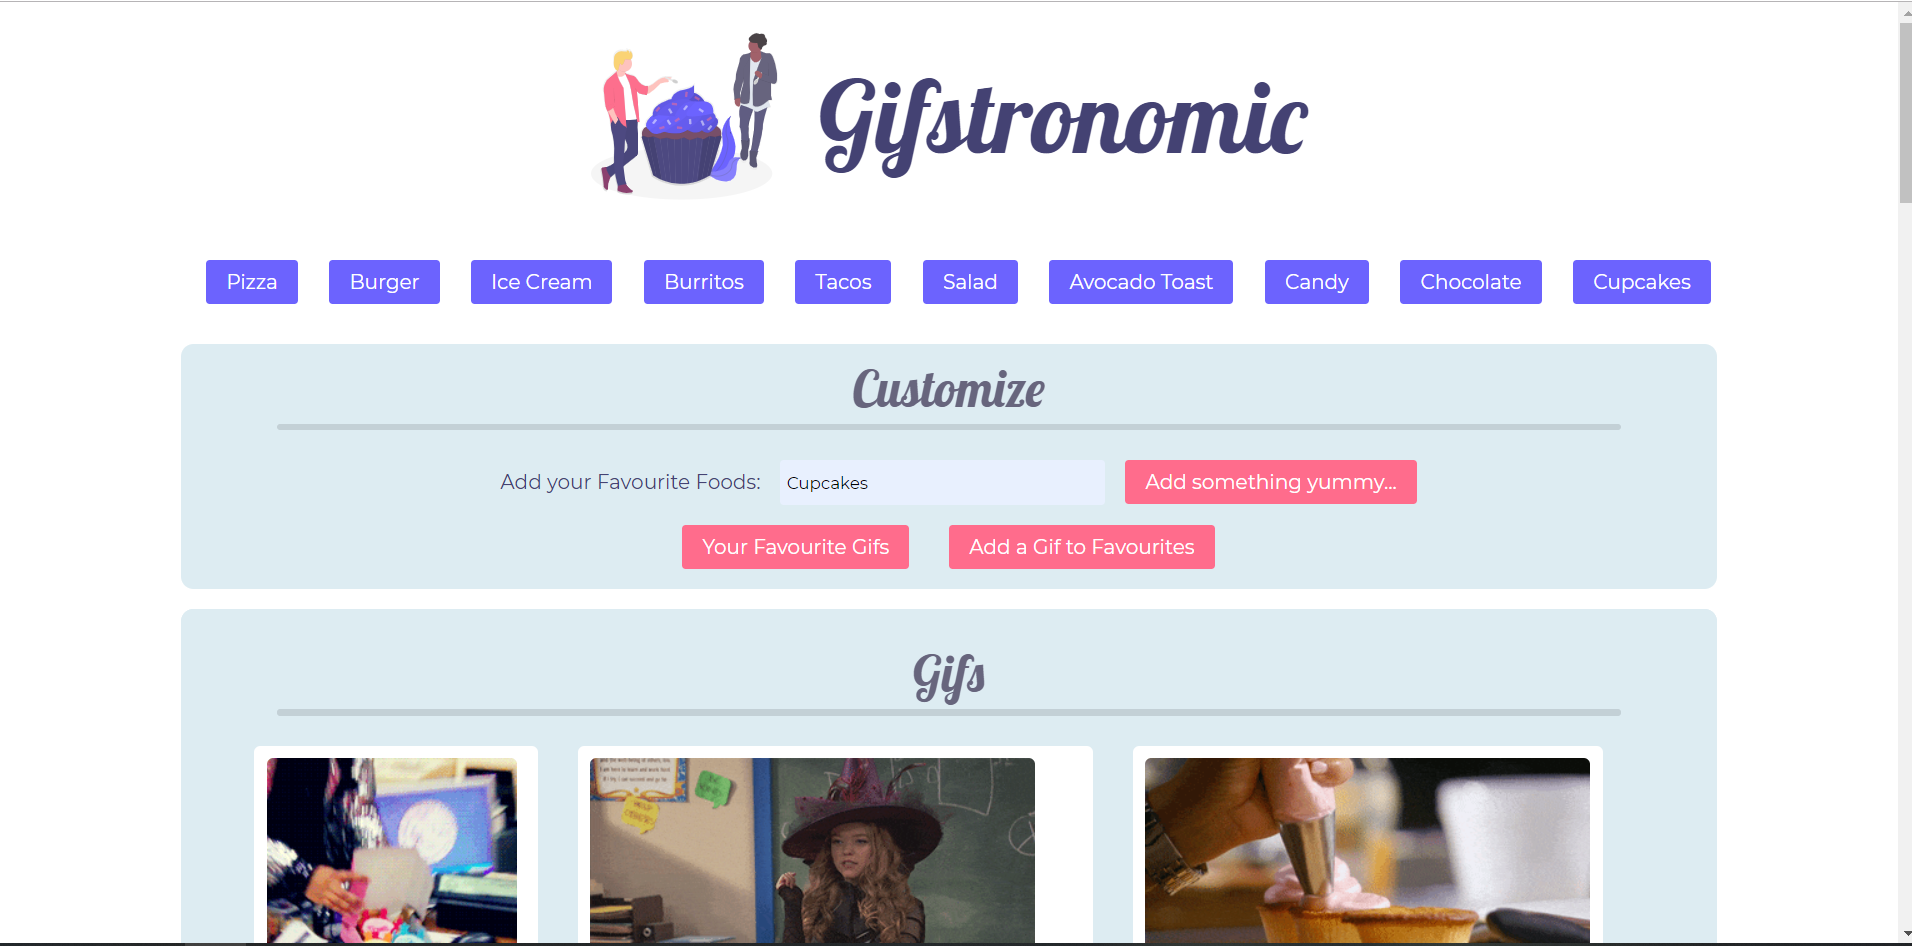 Gifstronomic
Pizza
Burger
Ice Cream
Burritos
Tacos
Salad
Avocado Toast
Candy
Chocolate
Cupcakes
Customize
Add your Favourite Foods:
Cupcakes
Add something yummy...
Your Favourite Gifs
Add a Gif to Favourites
Gifs